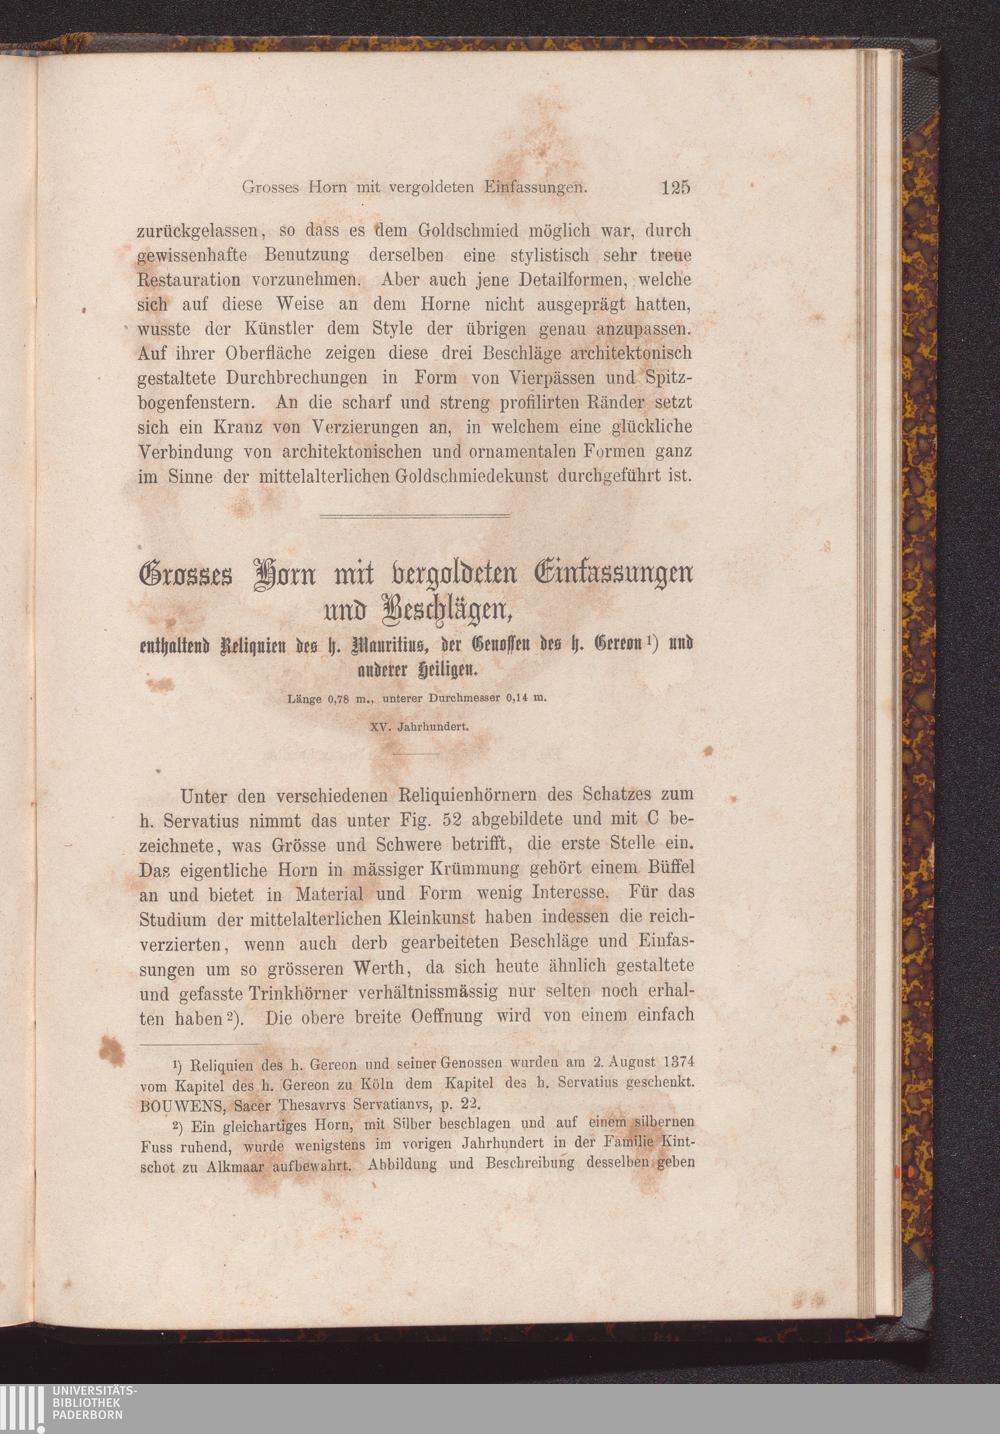 Grosses Horn mit vergoldeten Einfassungen. 125
zurückgelassen, so dass es dem Goldschmied möglich war, durch
gewissenhafte Benutzung derselben eine stylistisch sehr treue
Restauration vorzunehmen. Aber auch jene Detailformen, welche
sich auf diese Weise an dem Horne nicht ausgeprägt hatten,
wusste der Künstler dem Style der übrigen genau anzupassen.
Auf ihrer Oberfläche zeigen diese drei Beschläge architektonisch
gestaltete Durchbrechungen in Form von Vierpässen und Spitz-
bogenfenstern. An die scharf und streng profilirten Ränder setzt
sich ein Kranz von Verzierungen an, in welchem eine glückliche
Verbindung von architektonischen und ornamentalen Formen ganz
im Sinne der mittelalterlichen Goldschmiedekunst durchgeführt ist.
Grosses Horn mit vergoldeten Einfassungen
und Beschlägen,
enthaltend Reliquien des h. Mauritius, der Genossen des h. Gereon ¹) und
anderer Heiligen.
Länge 0,78 m., unterer Durchmesser 0,14 m.
XV. Jahrhundert.
Unter den verschiedenen Reliquienhörnern des Schatzes zum
h. Servatius nimmt das unter Fig. 52 abgebildete und mit C be-
zeichnete, was Grösse und Schwere betrifft, die erste Stelle ein.
Das eigentliche Horn in mässiger Krümmung gehört einem Büffel
an und bietet in Material und Form wenig Interesse. Für das
Studium der mittelalterlichen Kleinkunst haben indessen die reich-
verzierten, wenn auch derb gearbeiteten Beschläge und Einfas-
sungen um so grösseren Werth, da sich heute ähnlich gestaltete
und gefasste Trinkhörner verhältnissmässig nur selten noch erhal-
ten haben ²). Die obere breite Oeffnung wird von einem einfach
¹) Reliquien des h. Gereon und seiner Genossen wurden am 2. August 1374
vom Kapitel des h. Gereon zu Köln dem Kapitel des h. Servatius geschenkt.
BOUWENS, Sacer Thesavrvs Servatianvs, p. 22.
²) Ein gleichartiges Horn, mit Silber beschlagen und auf einem silbernen
Fuss ruhend, wurde wenigstens im vorigen Jahrhundert in der Familie Kint-
schot zu Alkmaar aufbewahrt. Abbildung und Beschreibung desselben geben
UNIVERSITÄTS-
BIBLIOTHEK
PADERBORN